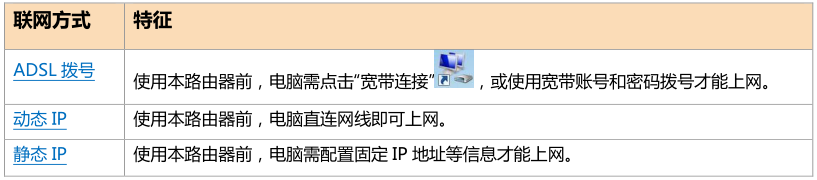 联网方式 特征
ADSL 拨号 使用本路由器前，电脑需点击“宽带连接”，或使用宽带账号和密码拨号才能上网。
动态 IP 使用本路由器前，电脑直连网线即可上网。
静态 IP 使用本路由器前，电脑需配置固定 IP 地址等信息才能上网。